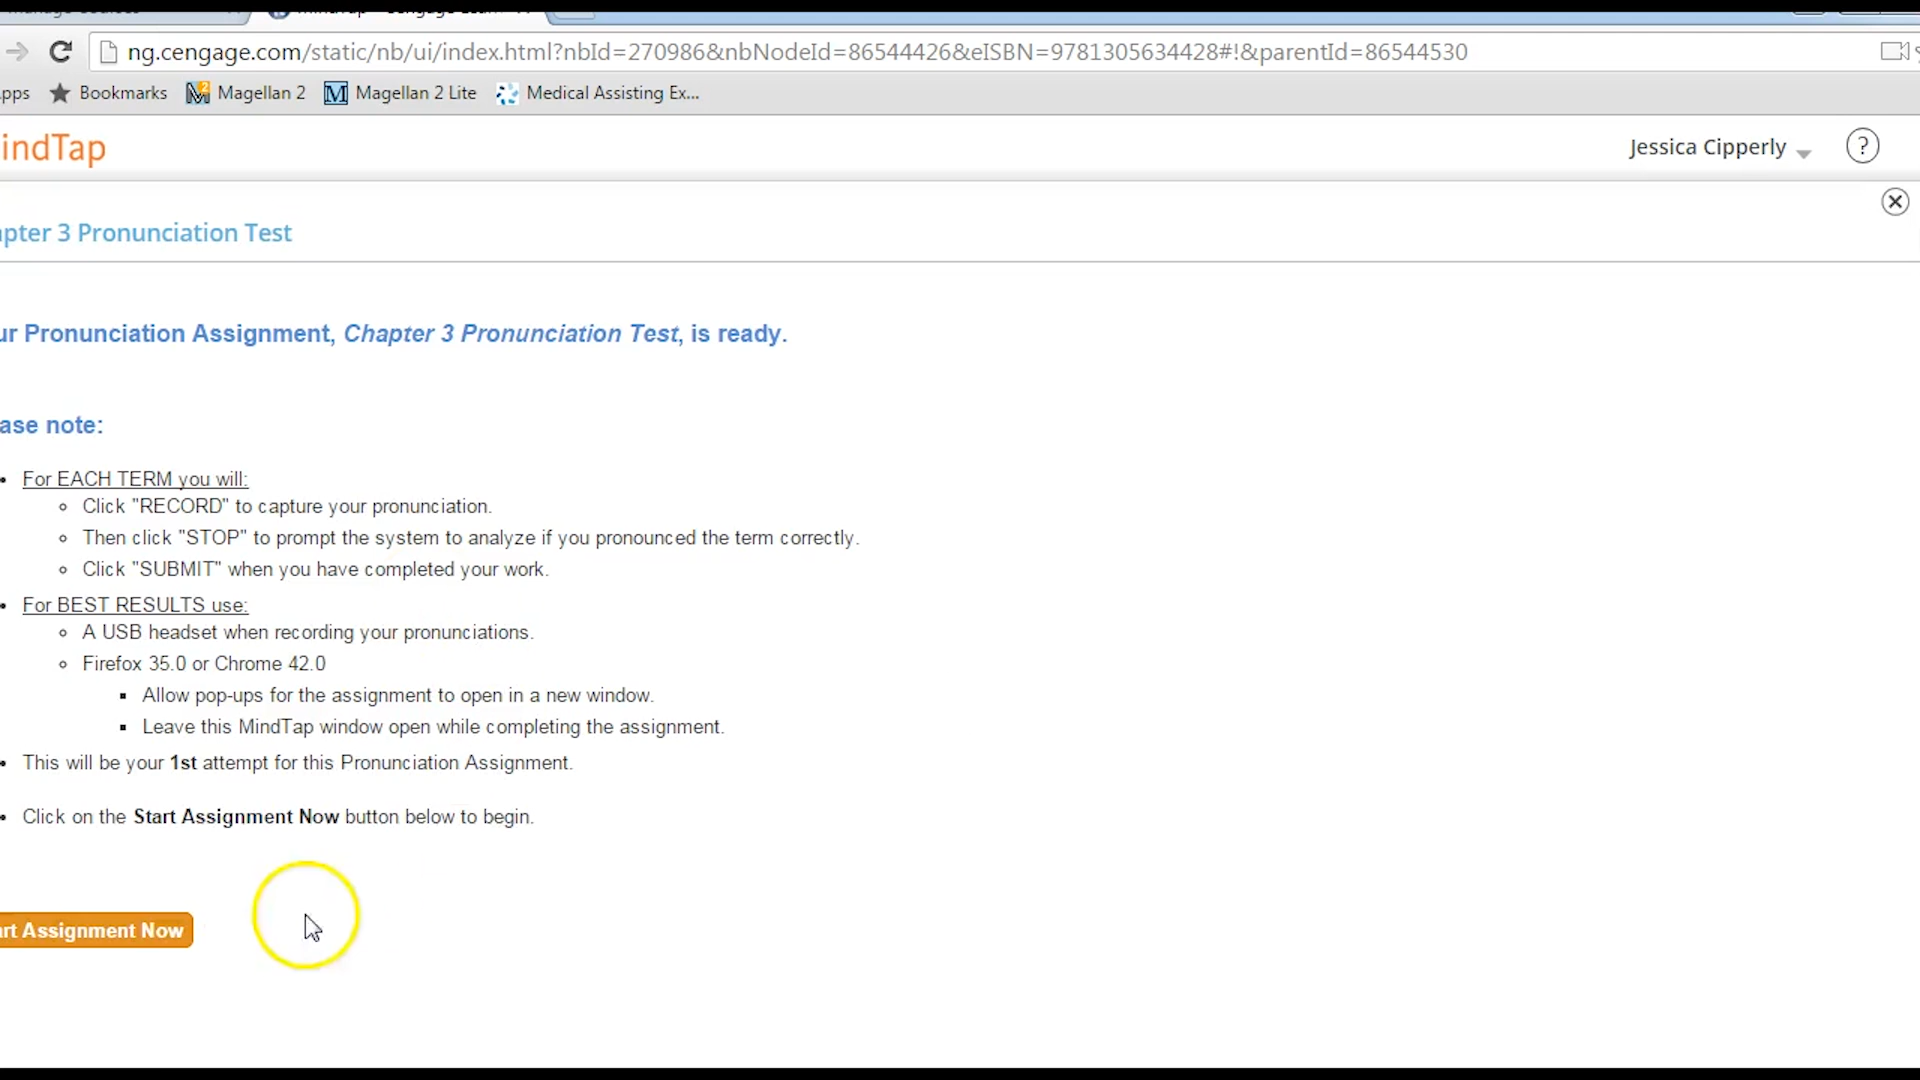 ng.cengage.com/static/nb/ui/index.html?nbId=270986&nbNodeId=86544426&eISBN=9781305634428#!&parentId=86544530
pps Bookmarks Magellan 2 Magellan 2 Lite Medical Assisting Ex...
indTap Jessica Cipperly ?
pter 3 Pronunciation Test
ur Pronunciation Assignment, Chapter 3 Pronunciation Test, is ready.
ase note:
For EACH TERM you will:
Click "RECORD" to capture your pronunciation.
Then click "STOP" to prompt the system to analyze if you pronounced the term correctly.
Click "SUBMIT" when you have completed your work.
For BEST RESULTS use:
A USB headset when recording your pronunciations.
Firefox 35.0 or Chrome 42.0
Allow pop-ups for the assignment to open in a new window.
Leave this MindTap window open while completing the assignment.
This will be your 1st attempt for this Pronunciation Assignment.
Click on the Start Assignment Now button below to begin.
rt Assignment Now